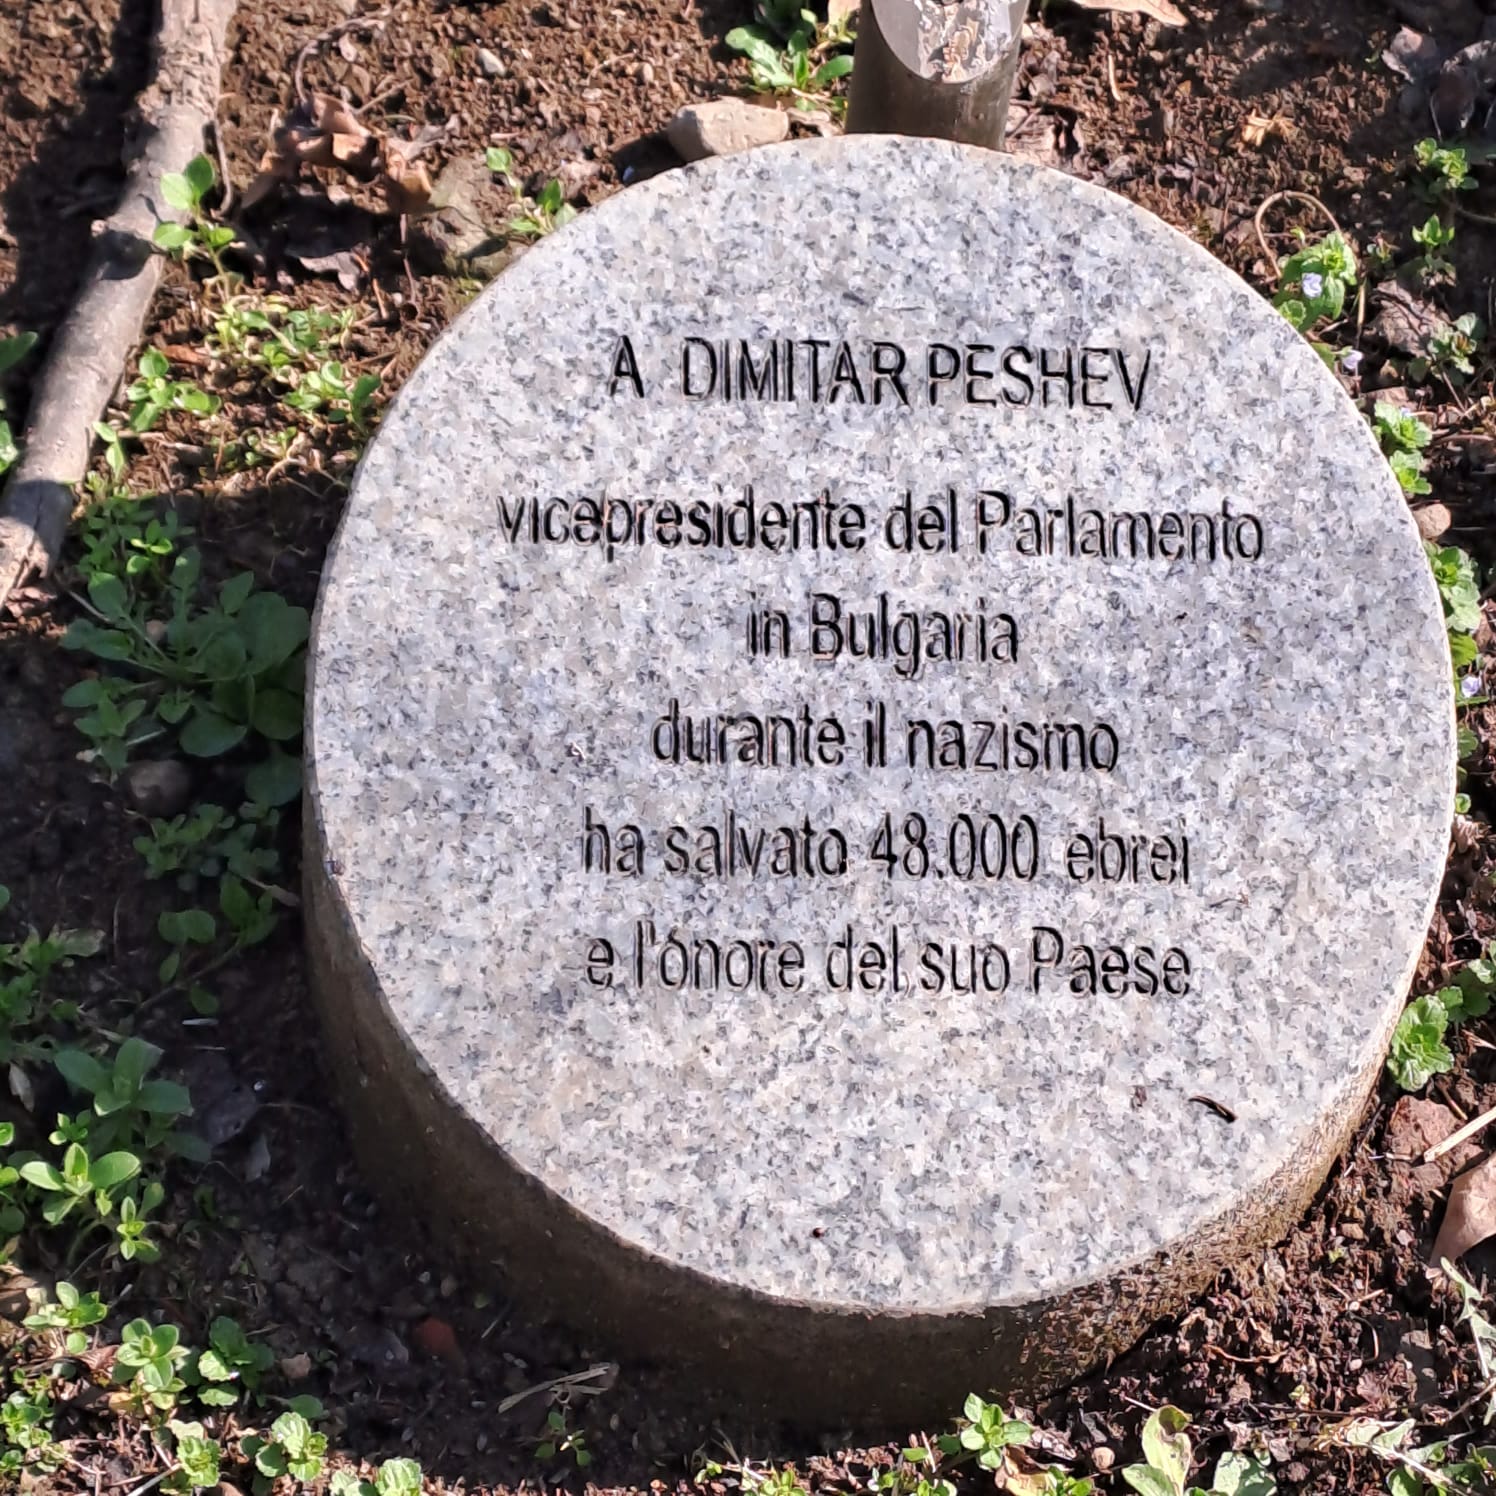 A DIMITAR PESHEV
vicepresidente del Parlamento
in Bulgaria
durante il nazismo
ha salvato 48.000 ebrei
e l'onore del suo Paese